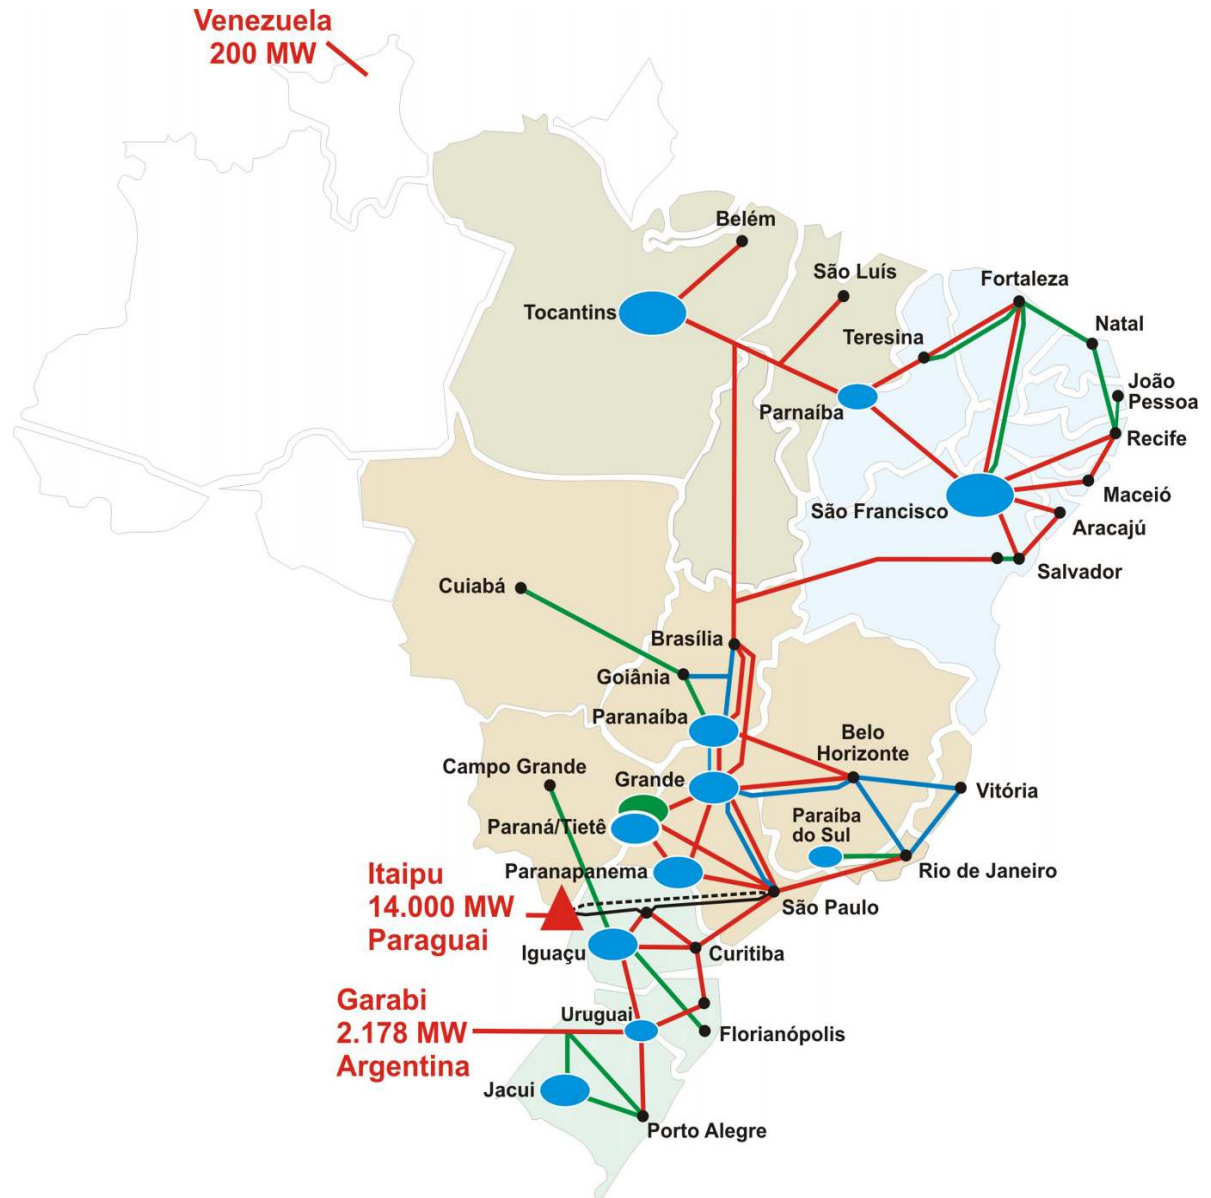 Venezuela
200 MW
Belém
São Luís
Fortaleza
Tocantins
Teresina
Natal
João
Pessoa
Parnaíba
Recife
Maceió
São Francisco
Aracajú
Salvador
Cuiabá
Brasília
Goiânia
Paranaíba
Belo
Horizonte
Campo Grande
Grande
Vitória
Paraíba
do Sul
Paraná/Tietê
Paranapanema
Rio de Janeiro
Itaipu
14.000 MW
Paraguai
São Paulo
Iguaçu
Curitiba
Garabi
2.178 MW
Argentina
Uruguai
Florianópolis
Jacui
Porto Alegre